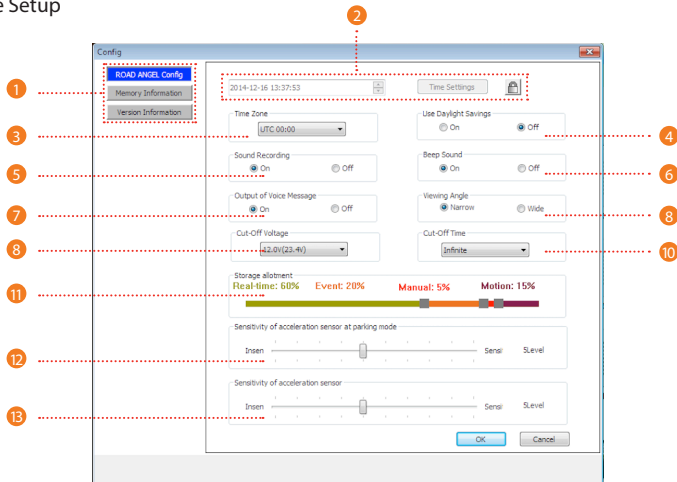 Setup
2
Config
ROAD ANGEL Config
1
Memory Information
Version Information
2014-12-16 13:37:53
Time Settings
Time Zone
UTC 00:00
3
Use Daylight Savings
On
Off
4
Sound Recording
On
Off
5
Beep Sound
On
Off
6
Output of Voice Message
On
Off
7
Viewing Angle
Narrow
Wide
8
Cut-Off Voltage
12.0V(23.4V)
8
Cut-Off Time
Infinite
10
Storage allotment
Real-time: 60% Event: 20% Manual: 5% Motion: 15%
11
Sensitivity of acceleration sensor at parking mode
Insen
Sensi
5Level
12
Sensitivity of acceleration sensor
Insen
Sensi
5Level
13
OK
Cancel